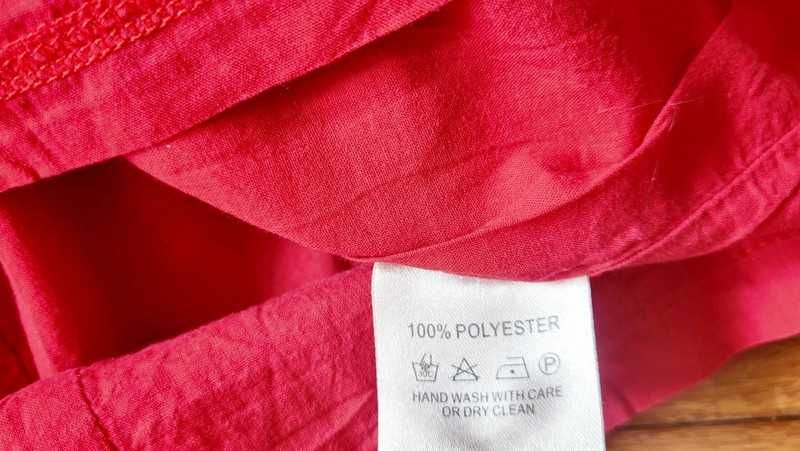 100% POLYESTER
P
HAND WASH WITH CARE
OR DRY CLEAN